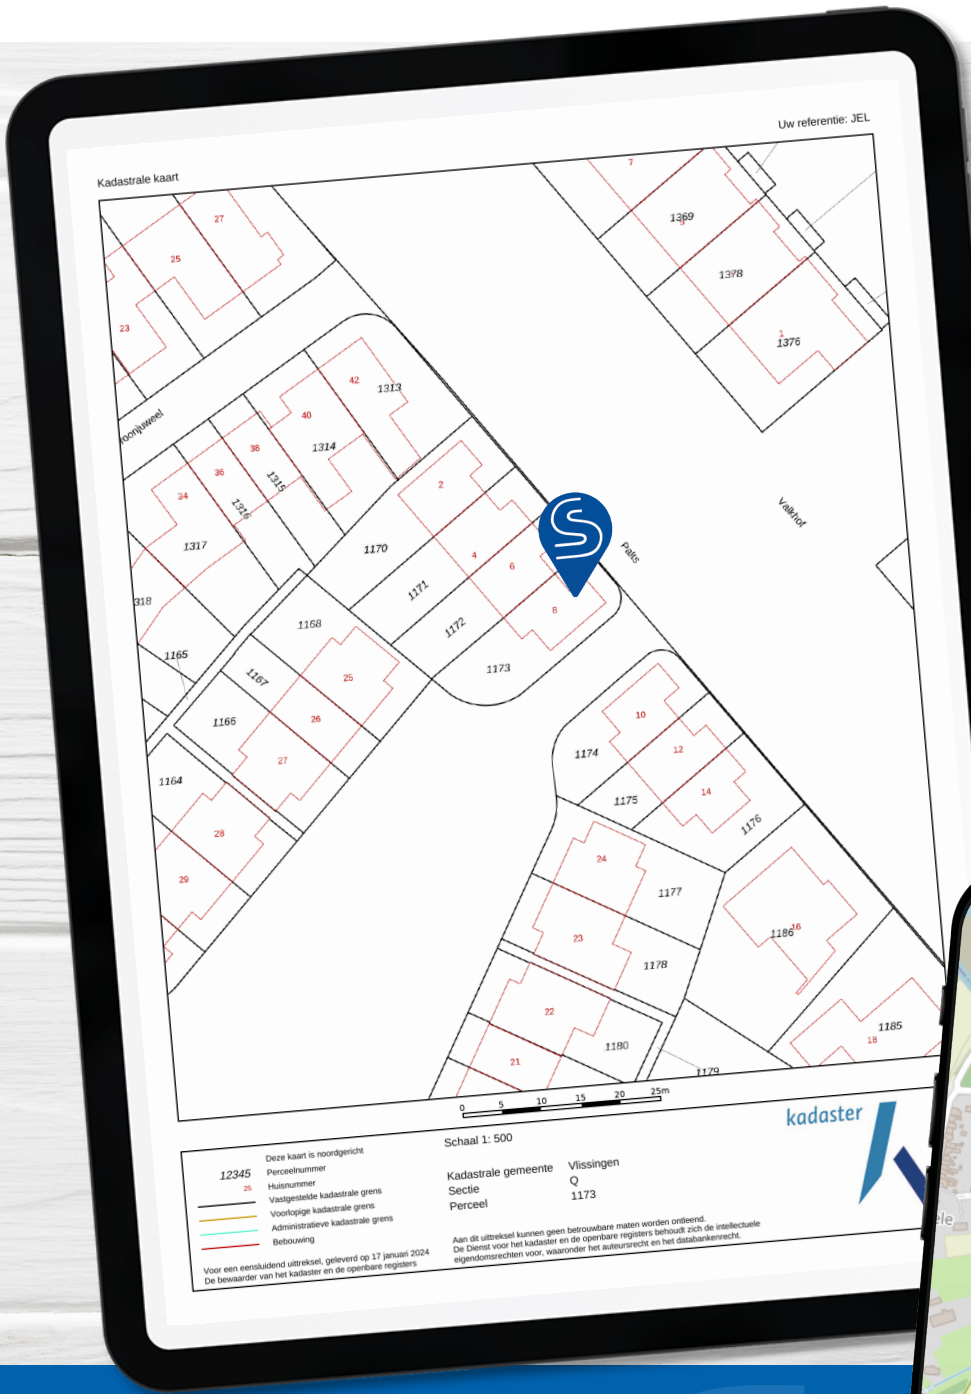 Uw referentie: JEL
Kadastrale kaart
7
27
1369
25
1378
23
1
1376
42
1313
40
roonjuweel
38
1314
36
1315
2
34
1316
Valkhof
1317
1170
4
Palts
6
1171
318
8
1168
1172
1165
1173
1167
25
1166
26
10
27
1174
12
1164
14
1175
28
1176
24
29
1177
23
1186
16
1178
22
1185
18
1180
21
1179
0 5 10 15 20 25m
kadaster
Schaal 1: 500
Deze kaart is noordgericht
12345 Perceelnummer
25 Huisnummer
Vastgestelde kadastrale grens
Voorlopige kadastrale grens
Administratieve kadastrale grens
Bebouwing
Kadastrale gemeente Vlissingen
Sectie Q
Perceel 1173
Voor een eensluidend uittreksel, geleverd op 17 januari 2024
De bewaarder van het kadaster en de openbare registers
Aan dit uittreksel kunnen geen betrouwbare maten worden ontleend.
De Dienst voor het kadaster en de openbare registers behoudt zich de intellectuele
eigendomsrechten voor, waaronder het auteursrecht en het databankenrecht.
ele